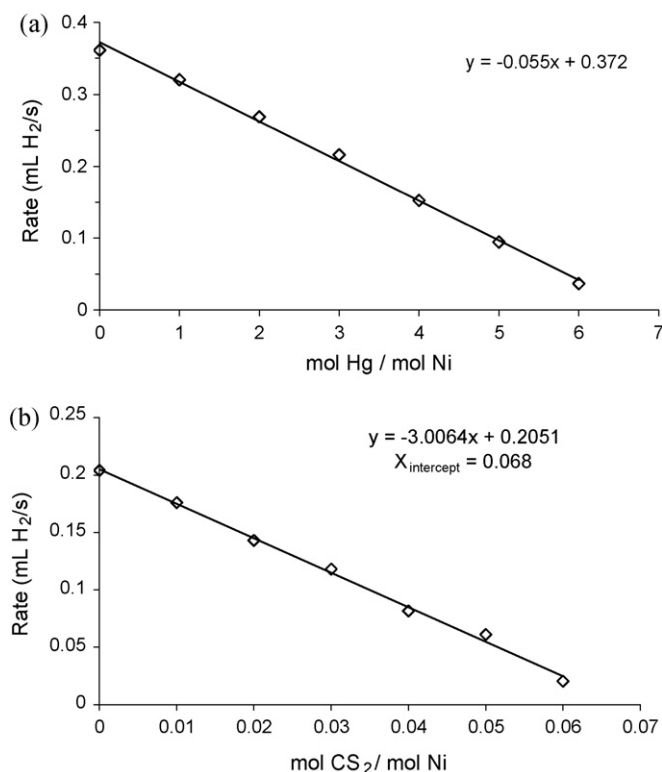 (a)
0.4
0.3
0.2
0.1
0
Rate (mL H₂/s)
y = -0.055x + 0.372
0 1 2 3 4 5 6 7
mol Hg / mol Ni
(b)
0.25
0.2
0.15
0.1
0.05
0
Rate (mL H₂/s)
y = -3.0064x + 0.2051
X intercept = 0.068
0 0.01 0.02 0.03 0.04 0.05 0.06 0.07
mol CS₂/ mol Ni